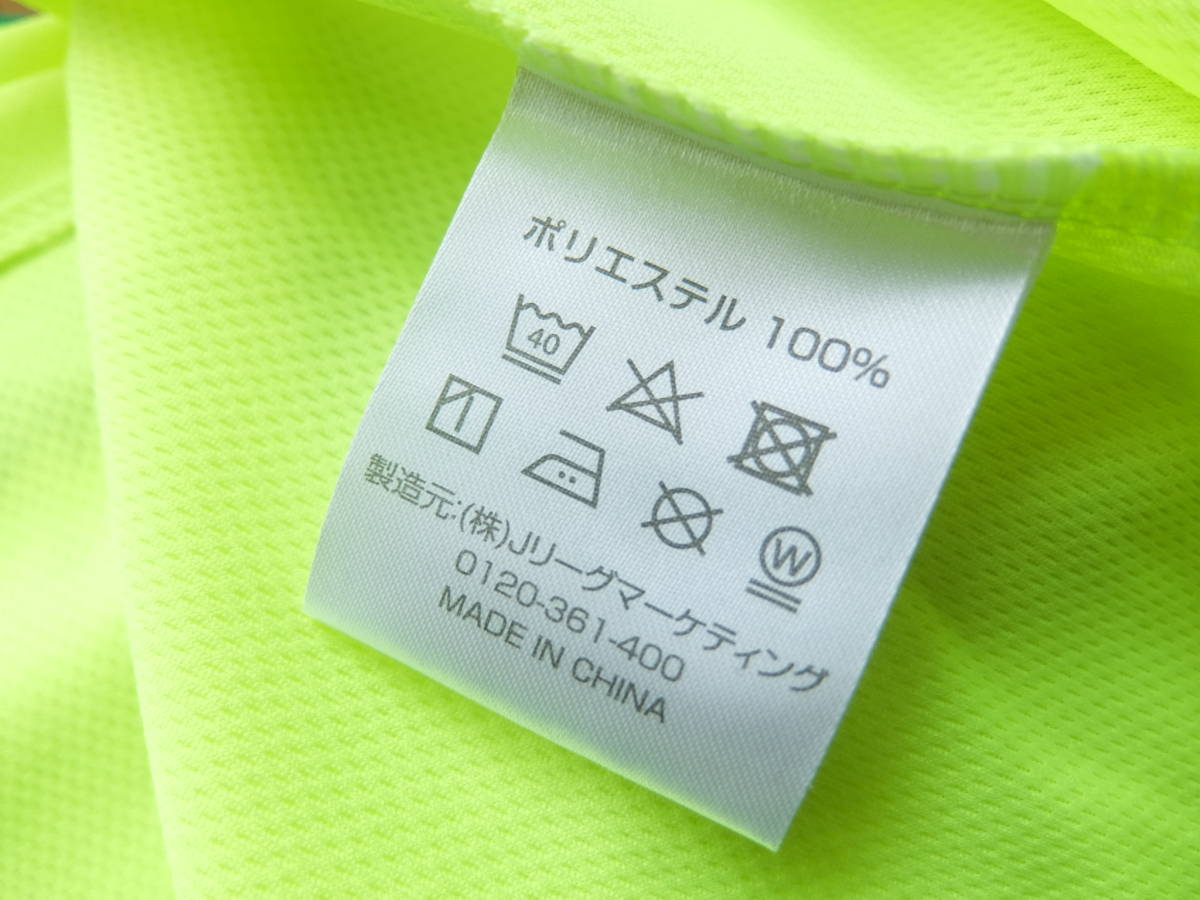 ポリエステル 100%
40
W
製造元:(株)Jリーグマーケティング
0120-361-400
MADE IN CHINA